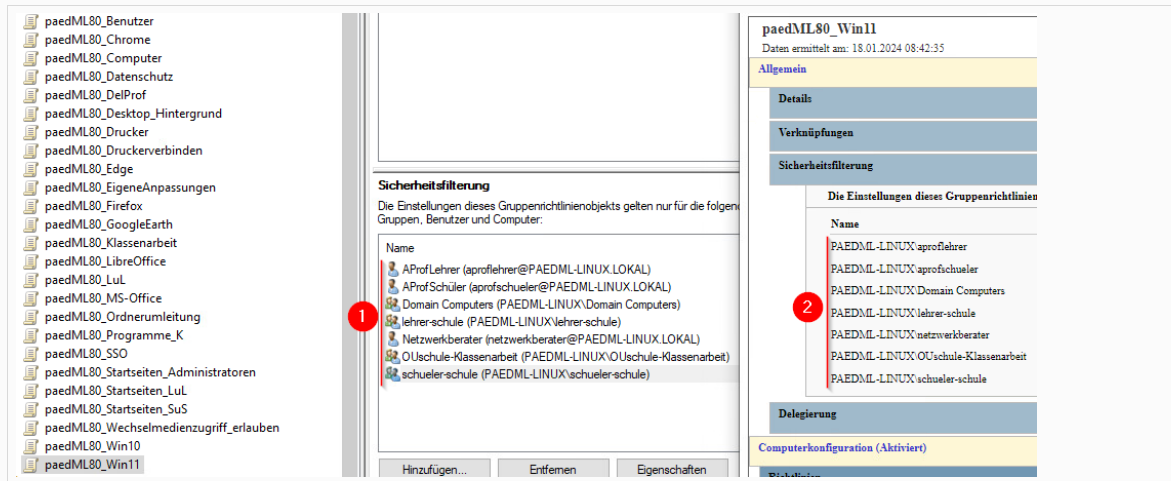 paedML80_Benutzer
paedML80_Chrome
paedML80_Computer
paedML80_Datenschutz
paedML80_DelProf
paedML80_Desktop_Hintergrund
paedML80_Drucker
paedML80_Druckerverbinden
paedML80_Edge
paedML80_EigeneAnpassungen
paedML80_Firefox
paedML80_GoogleEarth
paedML80_Klassenarbeit
paedML80_LibreOffice
paedML80_LuL
paedML80_MS-Office
paedML80_Ordnerumleitung
paedML80_Programme_K
paedML80_SSO
paedML80_Startseiten_Administratoren
paedML80_Startseiten_LuL
paedML80_Startseiten_SuS
paedML80_Wechselmedienzugriff_erlauben
paedML80_Win10
paedML80_Win11
Sicherheitsfilterung
Die Einstellungen dieses Gruppenrichtlinienobjekts gelten nur für die folgen
Gruppen, Benutzer und Computer:
Name
AProfLehrer (aproflehrer@PAEDML-LINUX.LOKAL)
AProfSchüler (aprofschueler@PAEDML-LINUX.LOKAL)
Domain Computers (PAEDML-LINUX\Domain Computers)
1
lehrer-schule (PAEDML-LINUX\lehrer-schule)
Netzwerkberater (netzwerkberater@PAEDML-LINUX.LOKAL)
OUschule-Klassenarbeit (PAEDML-LINUX\OUschule-Klassenarbeit)
schueler-schule (PAEDML-LINUX\schueler-schule)
Hinzufügen...
Entfernen
Eigenschaften
paedML80_Win11
Daten ermittelt am: 18.01.2024 08:42:35
Allgemein
Details
Verknüpfungen
Sicherheitsfilterung
Die Einstellungen dieses Gruppenrichtlinien
Name
PAEDML-LINUX\aproflehrer
PAEDML-LINUX\aprofschueler
PAEDML-LINUX\Domain Computers
2
PAEDML-LINUX\lehrer-schule
PAEDML-LINUX\netzwerkberater
PAEDML-LINUX\OUschule-Klassenarbeit
PAEDML-LINUX\schueler-schule
Delegierung
Computerkonfiguration (Aktiviert)
Richtlinien